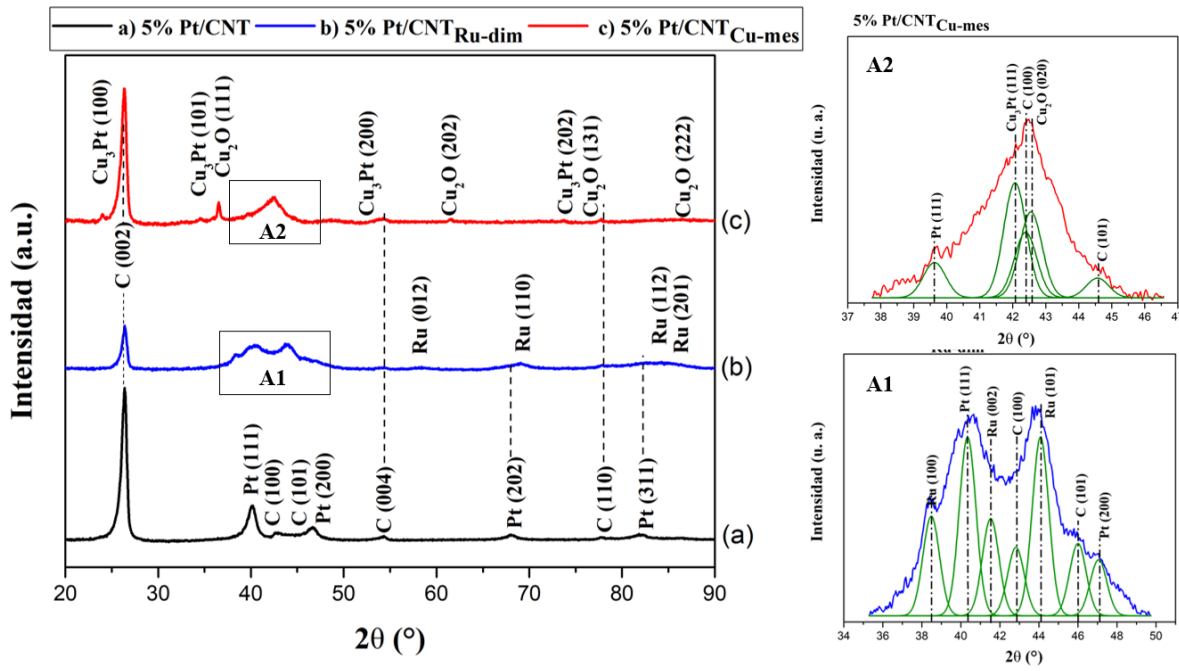 a) 5% Pt/CNT b) 5% Pt/CNTRu-dim c) 5% Pt/CNTCu-mes
Cu3Pt (100)
Cu3Pt (101)
Cu2O (111)
Cu3Pt (200)
Cu2O (202)
Cu3Pt (202)
Cu2O (131)
Cu2O (222)
A2
(c)
C (002)
Ru (012)
Ru (110)
Ru (112)
Ru (201)
A1
(b)
Pt (111)
C (100)
C (101)
Pt (200)
C (004)
Pt (202)
C (110)
Pt (311)
(a)
20 30 40 50 60 70 80 90
2θ (°)
Intensidad (a.u.)
5% Pt/CNTCu-mes
A2
Pt (111)
Cu3Pt (111)
C (100)
Cu2O (020)
C (101)
Intensidad (u. a.)
37 38 39 40 41 42 43 44 45 46 47
2θ (°)
Ru-dim
A1
Ru (100)
Pt (111)
Ru (002)
C (100)
Ru (101)
C (101)
Pt (200)
Intensidad (u. a.)
34 36 38 40 42 44 46 48 50
2θ (°)